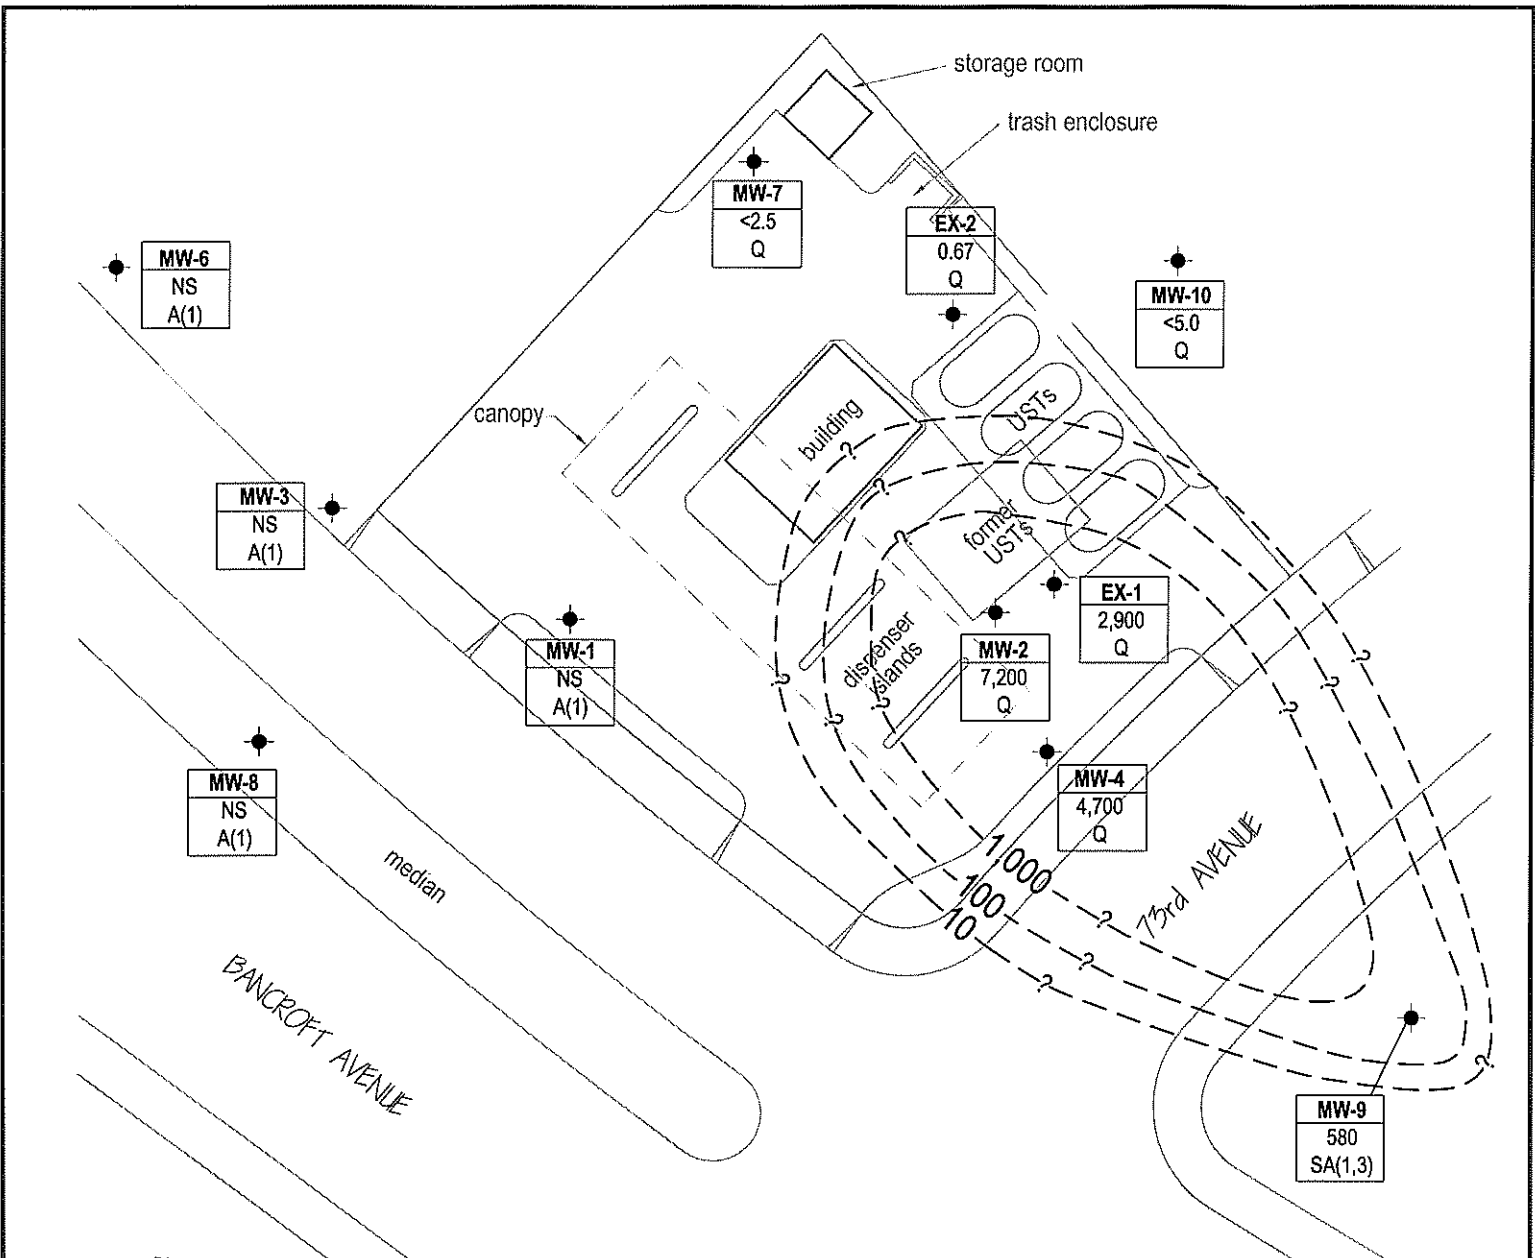 storage room
trash enclosure
MW-7
<2.5
Q
EX-2
0.67
Q
MW-6
NS
A(1)
MW-10
<5.0
Q
canopy
building
USTs
?
?
MW-3
NS
A(1)
former
USTs
?
EX-1
2,900
Q
MW-1
NS
A(1)
dispenser
islands
MW-2
7,200
Q
?
?
?
?
?
?
MW-8
NS
A(1)
MW-4
4,700
Q
median
1,000
100
10
?
?
?
73rd AVENUE
BANCROFT AVENUE
?
MW-9
580
SA(1,3)